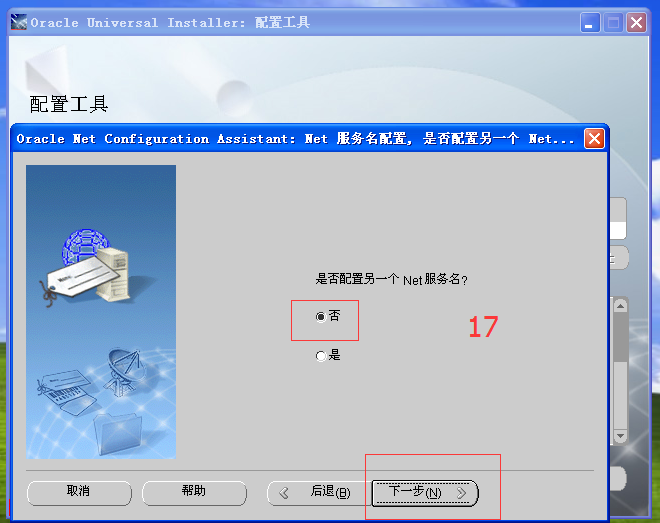 Oracle Universal Installer: 配置工具
配置工具
Oracle Net Configuration Assistant: Net 服务名配置, 是否配置另一个 Net...
是否配置另一个 Net 服务名?
否
17
是
取消
帮助
后退(B)
下一步(N)